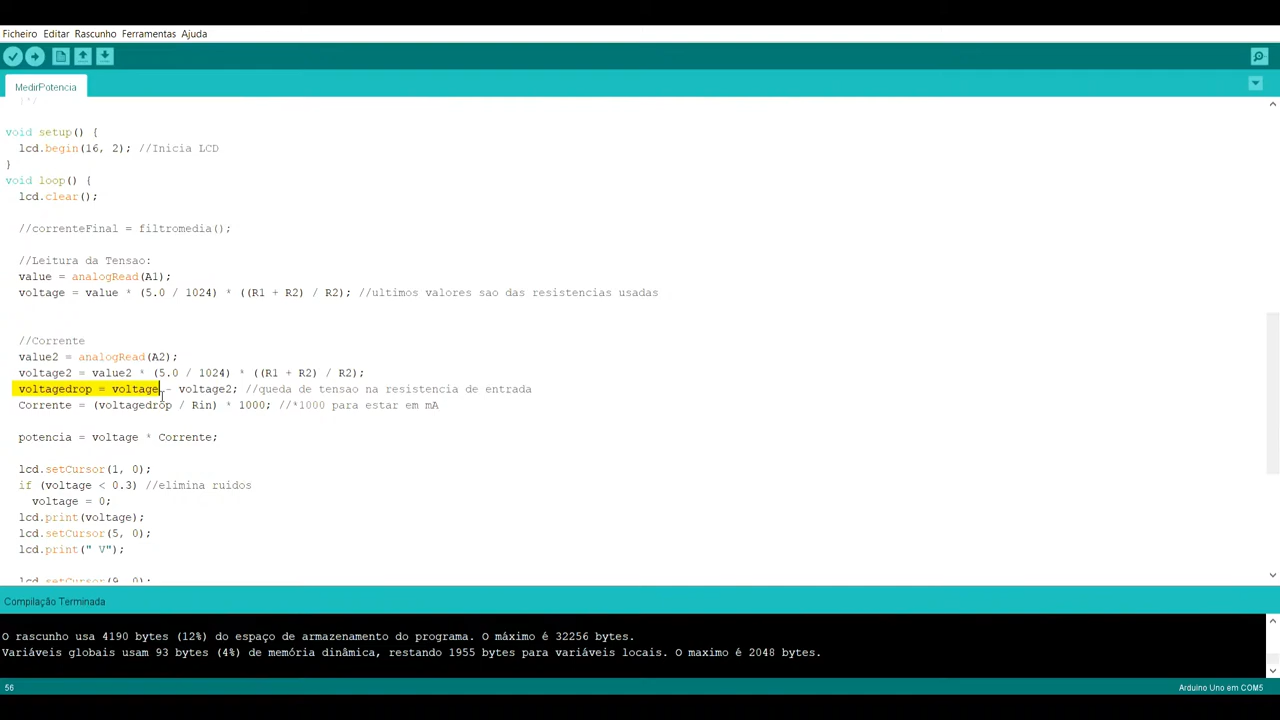 Ficheiro Editar Rascunho Ferramentas Ajuda
MedirPotencia
void setup() {
lcd.begin(16, 2); //Inicia LCD
}
void loop() {
lcd.clear();
//correnteFinal = filtromedia();
//Leitura da Tensao:
value = analogRead(A1);
voltage = value * (5.0 / 1024) * ((R1 + R2) / R2); //ultimos valores sao das resistencias usadas
//Corrente
value2 = analogRead(A2);
voltage2 = value2 * (5.0 / 1024) * ((R1 + R2) / R2);
voltagedrop = voltage - voltage2; //queda de tensao na resistencia de entrada
Corrente = (voltagedrop / Rin) * 1000; //*1000 para estar em mA
potencia = voltage * Corrente;
lcd.setCursor(1, 0);
if (voltage < 0.3) //elimina ruidos
voltage = 0;
lcd.print(voltage);
lcd.setCursor(5, 0);
lcd.print(" V");
lcd.setCursor(9, 0);
Compilação Terminada
O rascunho usa 4190 bytes (12%) do espaço de armazenamento do programa. O máximo é 32256 bytes.
Variáveis globais usam 93 bytes (4%) de memória dinâmica, restando 1955 bytes para variáveis locais. O maximo é 2048 bytes.
56
Arduino Uno em COM5